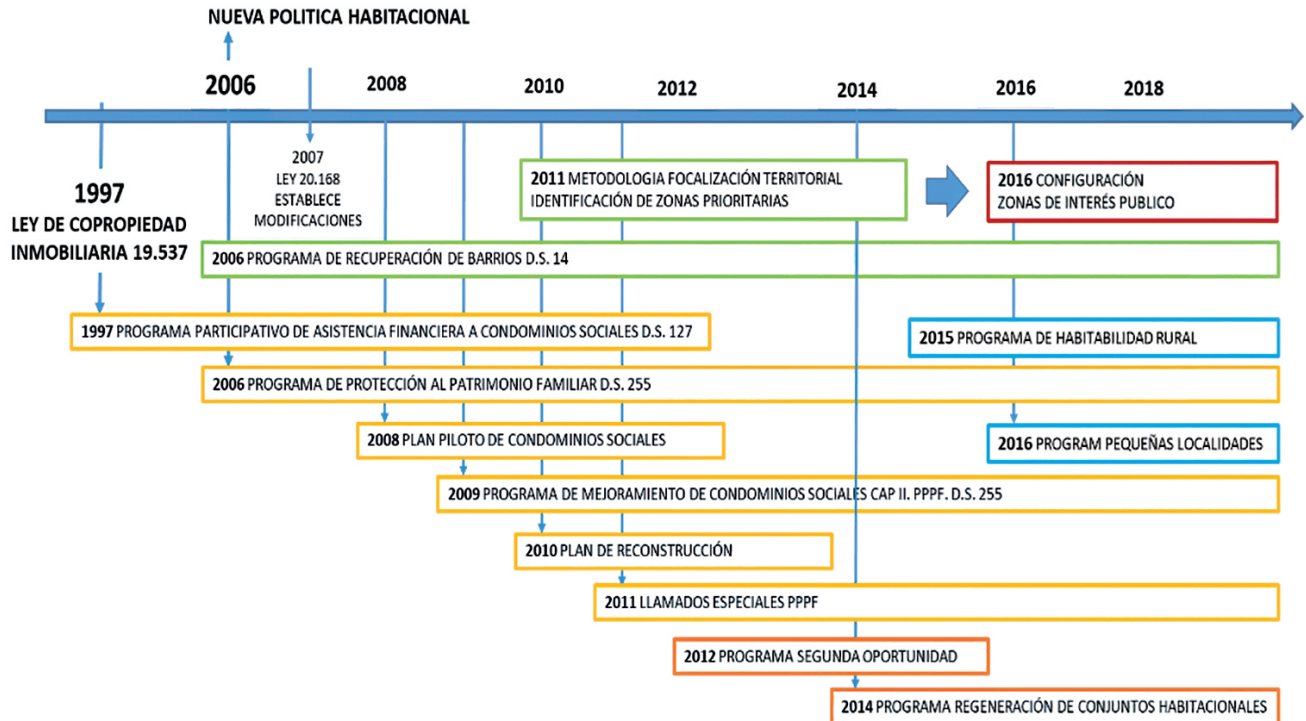 NUEVA POLITICA HABITACIONAL
2006
2008
2010
2012
2014
2016
2018
1997
LEY DE COPROPIEDAD
INMOBILIARIA 19.537
2007
LEY 20.168
ESTABLECE
MODIFICACIONES
2011 METODOLOGIA FOCALIZACIÓN TERRITORIAL
IDENTIFICACIÓN DE ZONAS PRIORITARIAS
2016 CONFIGURACIÓN
ZONAS DE INTERÉS PUBLICO
2006 PROGRAMA DE RECUPERACIÓN DE BARRIOS D.S. 14
1997 PROGRAMA PARTICIPATIVO DE ASISTENCIA FINANCIERA A CONDOMINIOS SOCIALES D.S. 127
2015 PROGRAMA DE HABITABILIDAD RURAL
2006 PROGRAMA DE PROTECCIÓN AL PATRIMONIO FAMILIAR D.S. 255
2008 PLAN PILOTO DE CONDOMINIOS SOCIALES
2016 PROGRAM PEQUEÑAS LOCALIDADES
2009 PROGRAMA DE MEJORAMIENTO DE CONDOMINIOS SOCIALES CAP II. PPPF. D.S. 255
2010 PLAN DE RECONSTRUCCIÓN
2011 LLAMADOS ESPECIALES PPPF
2012 PROGRAMA SEGUNDA OPORTUNIDAD
2014 PROGRAMA REGENERACIÓN DE CONJUNTOS HABITACIONALES